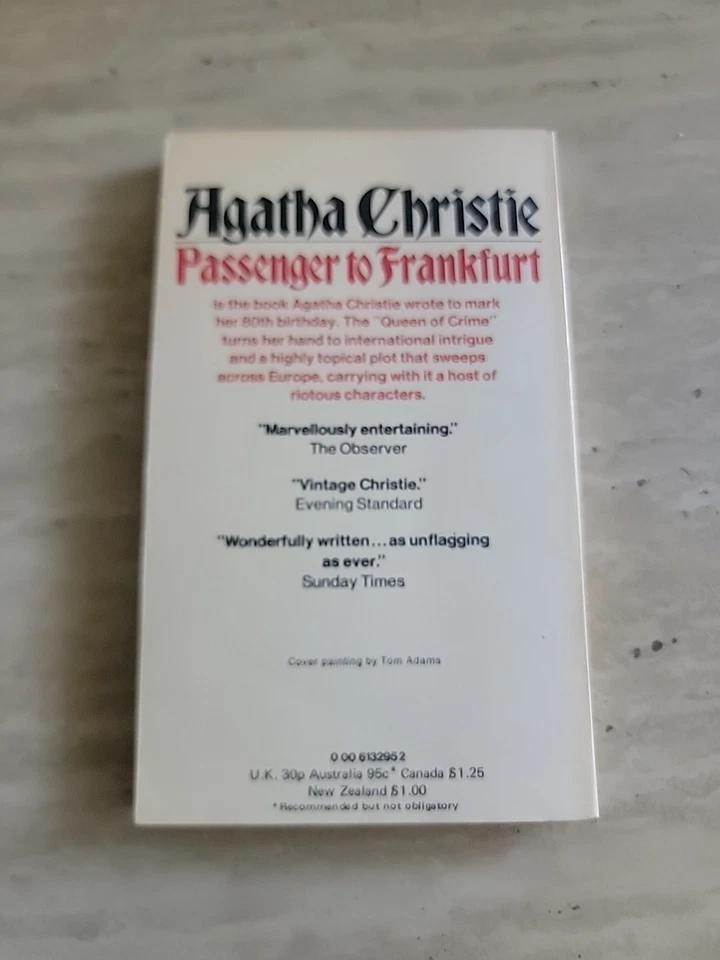 Agatha Christie
Passenger to Frankfurt
is the book Agatha Christie wrote to mark
her 80th birthday. The "Queen of Crime"
turns her hand to international intrigue
and a highly topical plot that sweeps
across Europe, carrying with it a host of
riotous characters.
"Marvellously entertaining."
The Observer
"Vintage Christie."
Evening Standard
"Wonderfully written...as unflagging
as ever."
Sunday Times
Cover painting by Tom Adams
0 00 613295 2
U.K. 30p Australia 95c* Canada $1.25
New Zealand $1.00
*Recommended but not obligatory